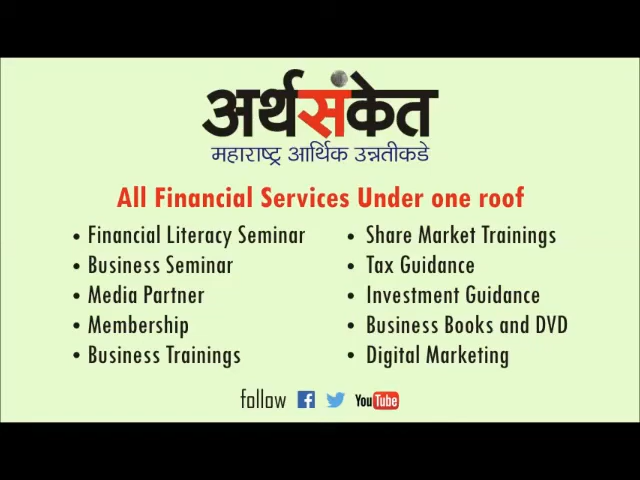 अर्थसंकेत
महाराष्ट्र आर्थिक उन्नतीकडे
All Financial Services Under one roof
• Financial Literacy Seminar
• Business Seminar
• Media Partner
• Membership
• Business Trainings
• Share Market Trainings
• Tax Guidance
• Investment Guidance
• Business Books and DVD
• Digital Marketing
follow f YouTube